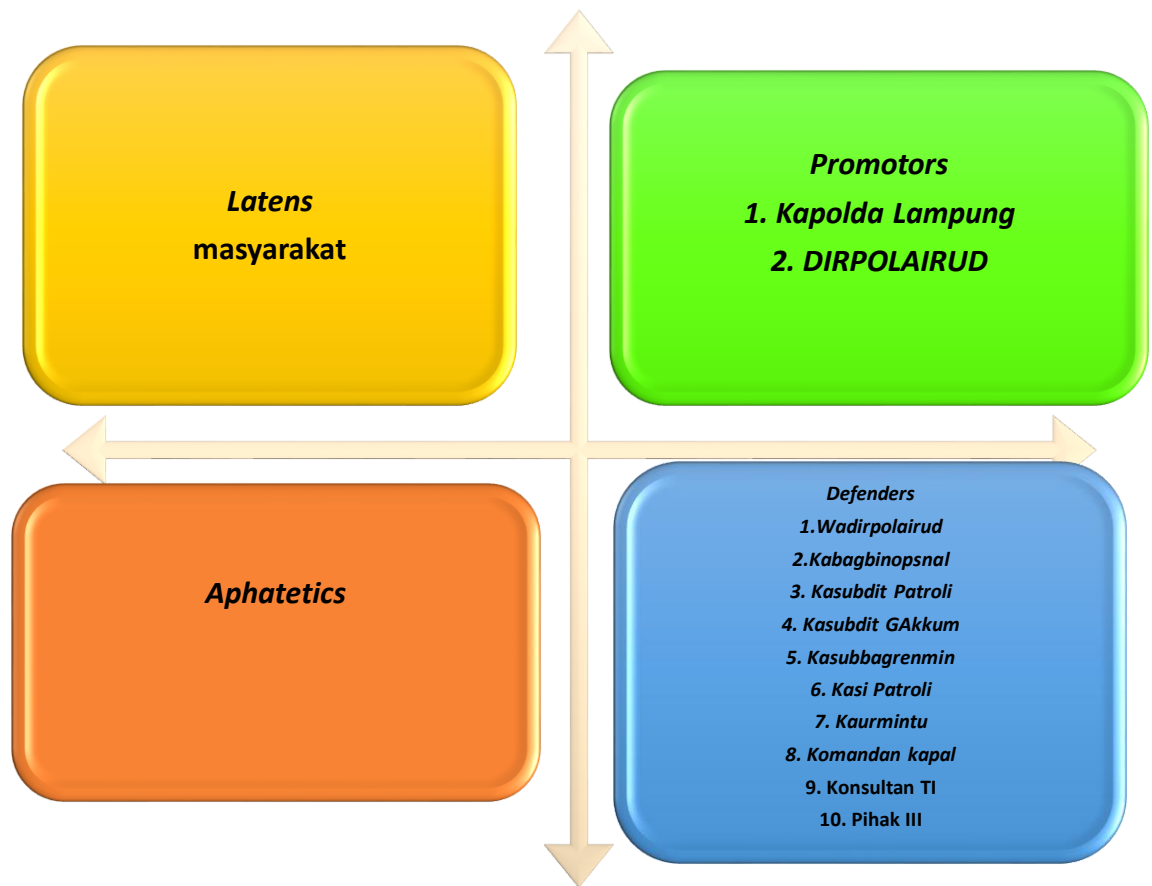 Latens
masyarakat
Promotors
1. Kapolda Lampung
2. DIRPOLAIRUD
Aphatetics
Defenders
1.Wadirpolairud
2.Kabagbinopsnal
3. Kasubdit Patroli
4. Kasubdit GAkkum
5. Kasubbagrenmin
6. Kasi Patroli
7. Kaurmintu
8. Komandan kapal
9. Konsultan TI
10. Pihak III